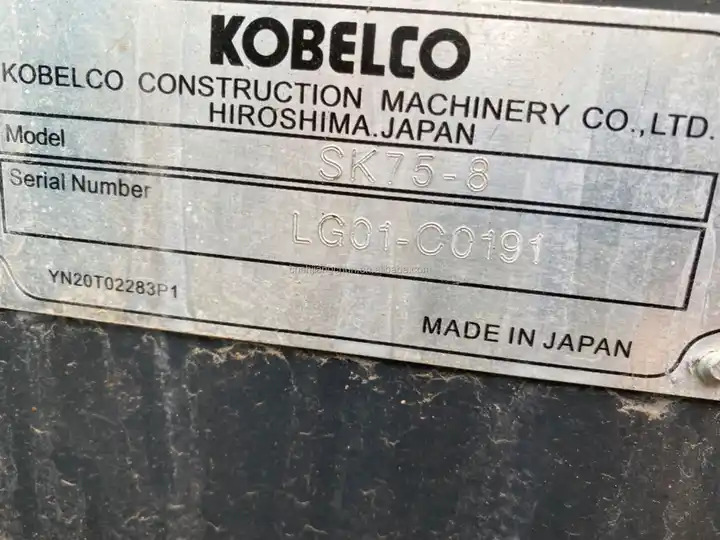 KOBELCO
KOBELCO CONSTRUCTION MACHINERY CO.,LTD.
HIROSHIMA.JAPAN
Model SK75-8
Serial Number LG01-C0191
YN20T02283P1
MADE IN JAPAN